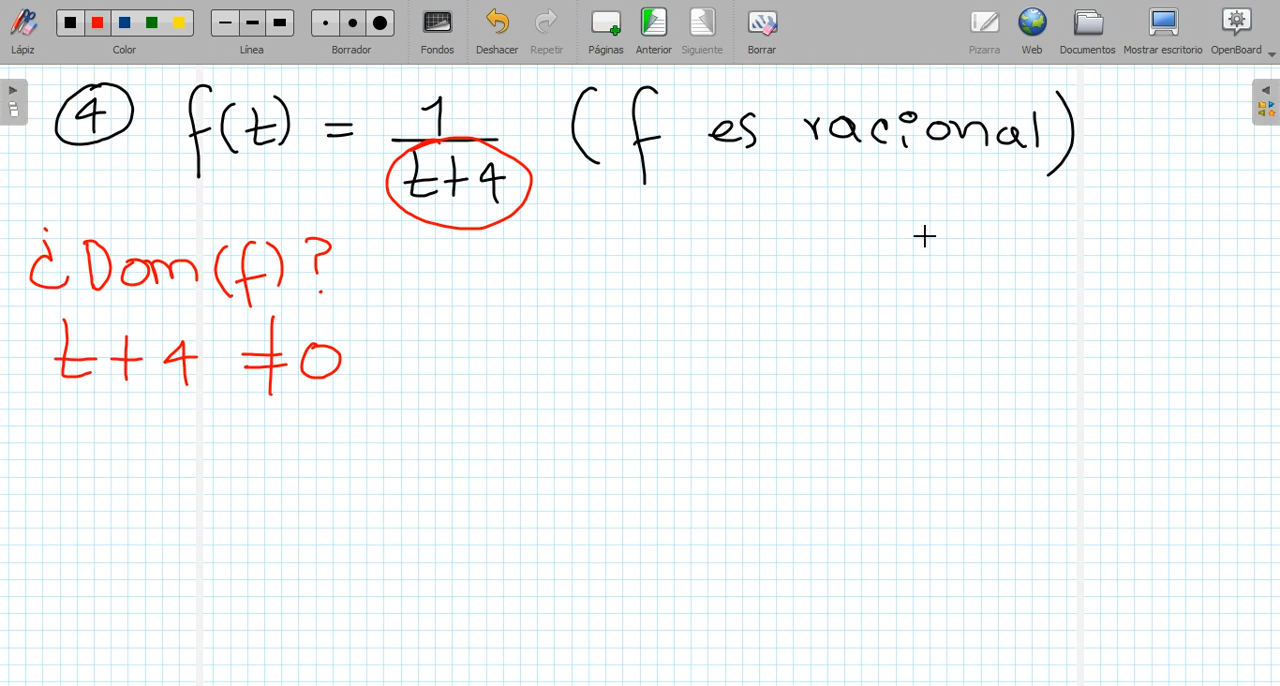 Lápiz Color Línea Borrador Fondos Deshacer Repetir Páginas Anterior Siguiente Borrar Pizarra Web Documentos Mostrar escritorio OpenBoard
④ f(t) = 1/(t+4) (f es racional)
¿Dom(f)?
t + 4 ≠ 0